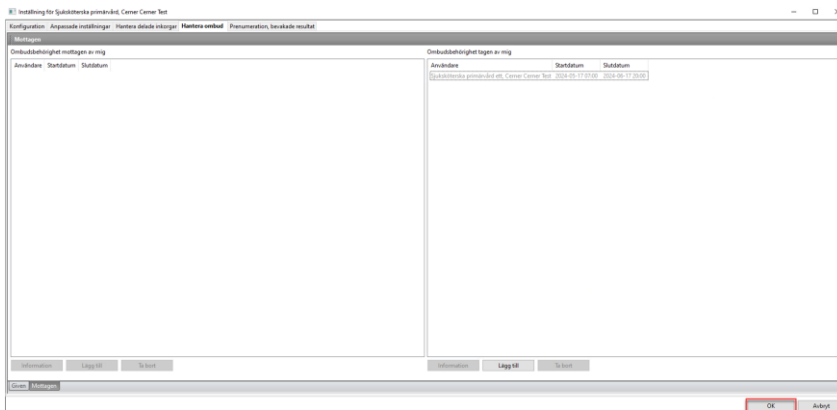 Inställning för Sjuksköterska primärvård, Cerner Cerner Test
Konfiguration Anpassade inställningar Hantera delade inkorgar Hantera ombud Prenumeration, bevakade resultat
Mottagen
Ombudsbehörighet mottagen av mig
Användare Startdatum Slutdatum
Information Lägg till Ta bort
Ombudsbehörighet tagen av mig
Användare Startdatum Slutdatum
Sjuksköterska primärvård ett, Cerner Cerner Test 2024-05-17 07:00 2024-06-17 20:00
Information Lägg till Ta bort
Given Mottagen
OK Avbryt